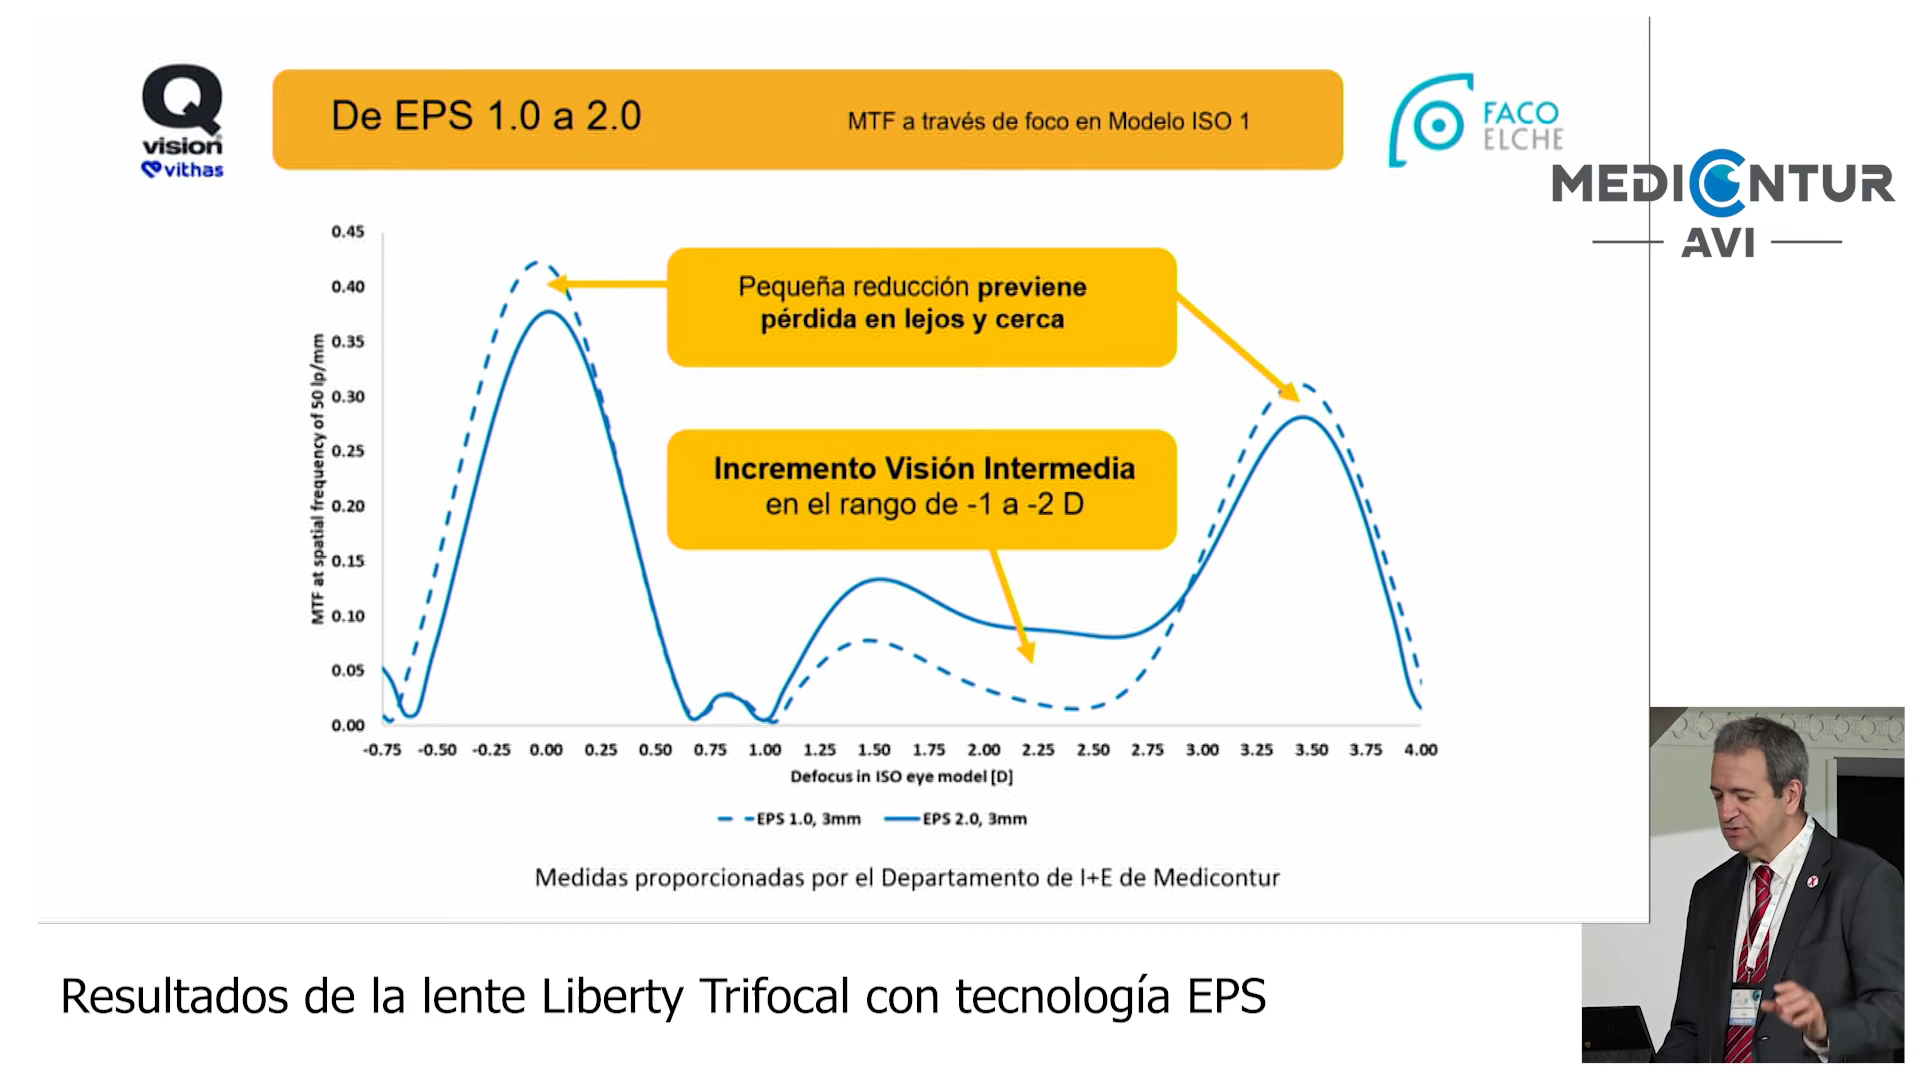 Q
vision
vithas
De EPS 1.0 a 2.0
MTF a través de foco en Modelo ISO 1
FACO
ELCHE
MEDICONTUR
AVI
Pequeña reducción previene
pérdida en lejos y cerca
Incremento Visión Intermedia
en el rango de -1 a -2 D
MTF at spatial frequency of 50 lp/mm
0.45
0.40
0.35
0.30
0.25
0.20
0.15
0.10
0.05
0.00
-0.75 -0.50 -0.25 0.00 0.25 0.50 0.75 1.00 1.25 1.50 1.75 2.00 2.25 2.50 2.75 3.00 3.25 3.50 3.75 4.00
Defocus in ISO eye model [D]
EPS 1.0, 3mm EPS 2.0, 3mm
Medidas proporcionadas por el Departamento de I+E de Medicontur
Resultados de la lente Liberty Trifocal con tecnología EPS